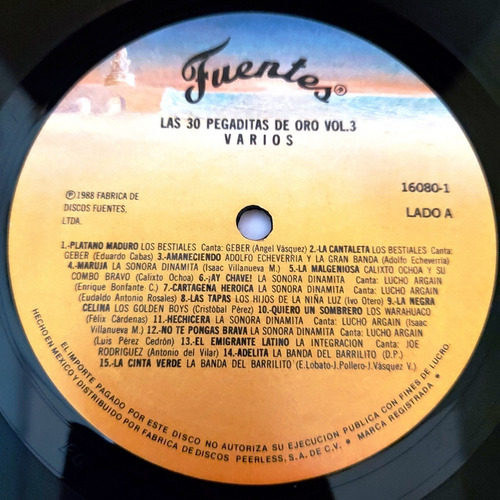 Fuentes®
LAS 30 PEGADITAS DE ORO VOL.3
VARIOS
℗1988 FABRICA DE
DISCOS FUENTES,
LTDA.
16080-1
LADO A
1.-PLATANO MADURO LOS BESTIALES Canta: GEBER (Angel Vásquez) 2.-LA CANTALETA LOS BESTIALES Canta:
GEBER (Eduardo Cabas) 3.-AMANECIENDO ADOLFO ECHEVERRIA Y LA GRAN BANDA (Adolfo Echeverria)
4.-MARUJA LA SONORA DINAMITA (Isaac Villanueva M.) 5.-LA MALGENIOSA CALIXTO OCHOA Y SU
COMBO BRAVO (Calixto Ochoa) 6.-¡AY CHAVE! LA SONORA DINAMITA Canta: LUCHO ARGAIN
(Enrique Bonfante C.) 7.-CARTAGENA HEROICA LA SONORA DINAMITA Canta: LUCHO ARGAIN
(Eudaldo Antonio Rosales) 8.-LAS TAPAS LOS HIJOS DE LA NIÑA LUZ (Ivo Otero) 9.-LA NEGRA
CELINA LOS GOLDEN BOYS (Cristóbal Pérez) 10.-QUIERO UN SOMBRERO LOS WARAHUACO
(Félix Cárdenas) 11.-HECHICERA LA SONORA DINAMITA Canta: LUCHO ARGAIN (Isaac
Villanueva M.) 12.-NO TE PONGAS BRAVA LA SONORA DINAMITA Canta: LUCHO ARGAIN
(Luis Pérez Cedrón) 13.-EL EMIGRANTE LATINO LA INTEGRACION Canta: JOE
RODRIGUEZ (Antonio del Villar) 14.-ADELITA LA BANDA DEL BARRILITO (D.P.)
15.-LA CINTA VERDE LA BANDA DEL BARRILITO (E.Lobato-J.Pollero-J.Vásquez V.)
EL IMPORTE PAGADO POR ESTE DISCO NO AUTORIZA SU EJECUCION PUBLICA CON FINES DE LUCRO.
HECHO EN MEXICO Y DISTRIBUIDO POR FABRICA DE DISCOS PEERLESS, S.A. DE C.V. • MARCA REGISTRADA •